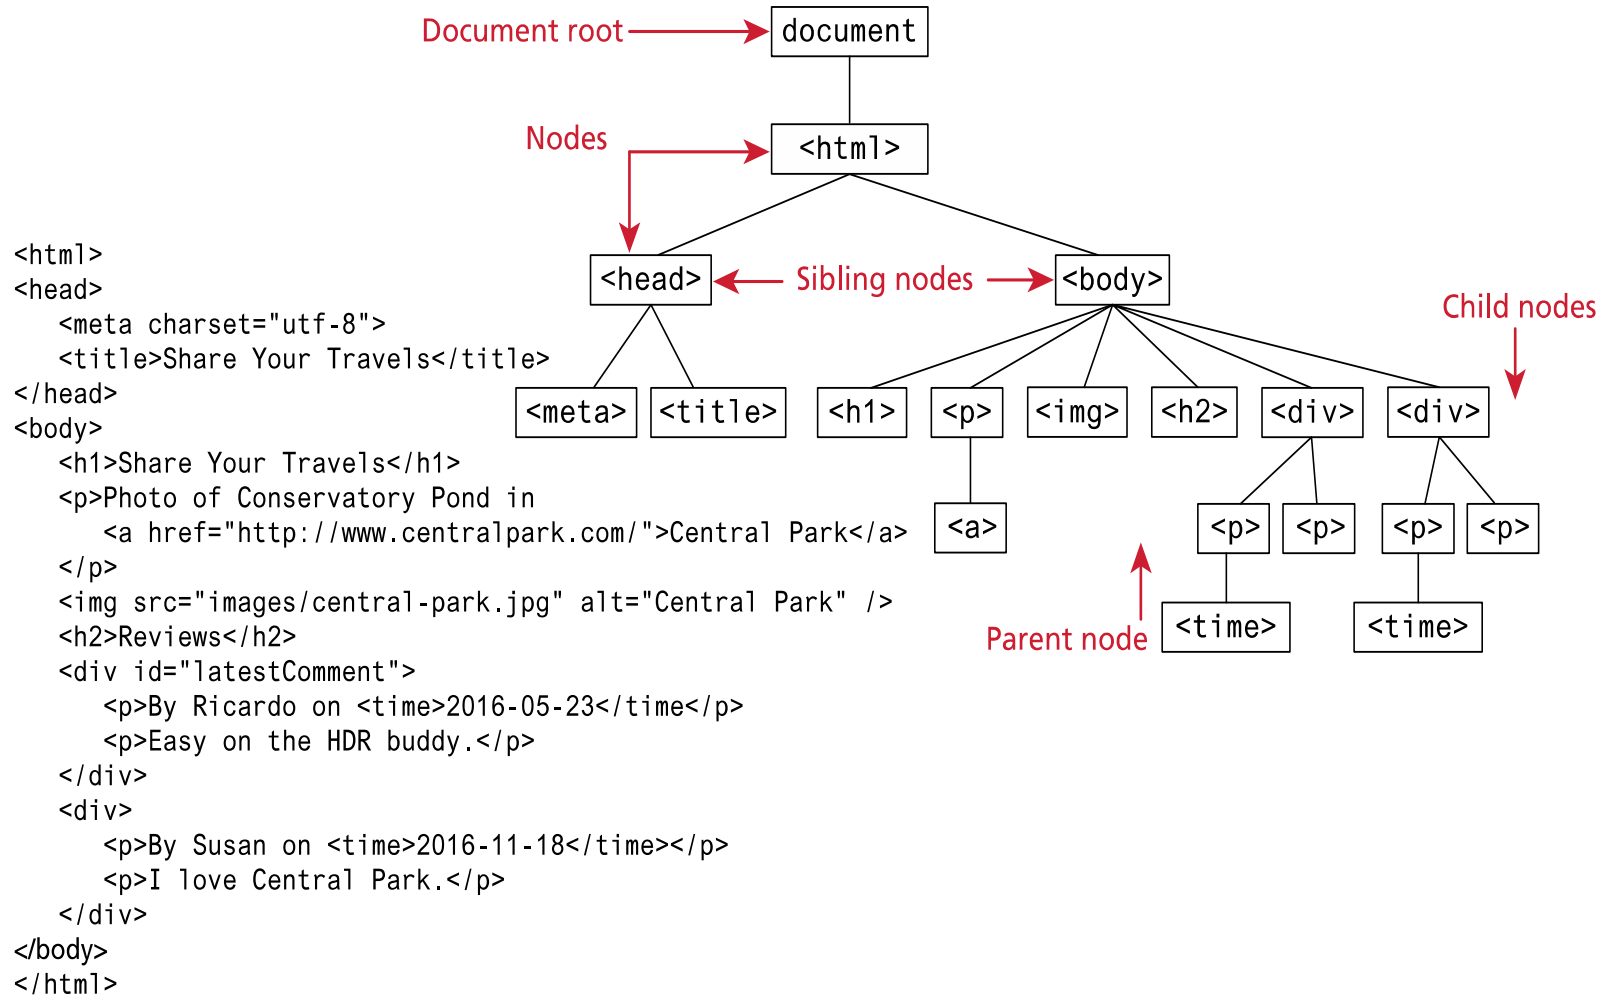 Document root
document
Nodes
<html>
<head>
Sibling nodes
<body>
Child nodes
<meta>
<title>
<h1>
<p>
<img>
<h2>
<div>
<div>
<a>
<p>
<p>
<p>
<p>
Parent node
<time>
<time>
<html>
<head>
<meta charset="utf-8">
<title>Share Your Travels</title>
</head>
<body>
<h1>Share Your Travels</h1>
<p>Photo of Conservatory Pond in
<a href="http://www.centralpark.com/">Central Park</a>
</p>
<img src="images/central-park.jpg" alt="Central Park" />
<h2>Reviews</h2>
<div id="latestComment">
<p>By Ricardo on <time>2016-05-23</time</p>
<p>Easy on the HDR buddy.</p>
</div>
<div>
<p>By Susan on <time>2016-11-18</time></p>
<p>I love Central Park.</p>
</div>
</body>
</html>